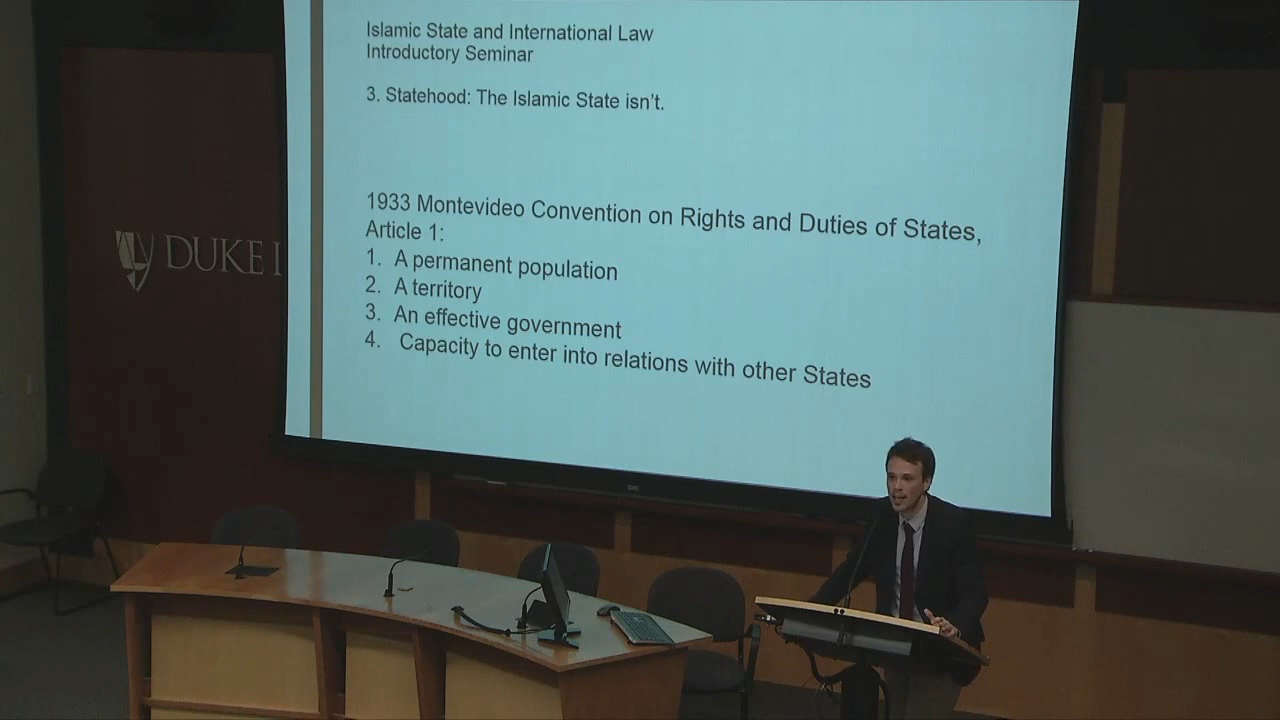 Islamic State and International Law
Introductory Seminar
3. Statehood: The Islamic State isn't.
1933 Montevideo Convention on Rights and Duties of States,
Article 1:
1. A permanent population
2. A territory
3. An effective government
4. Capacity to enter into relations with other States
DUKE